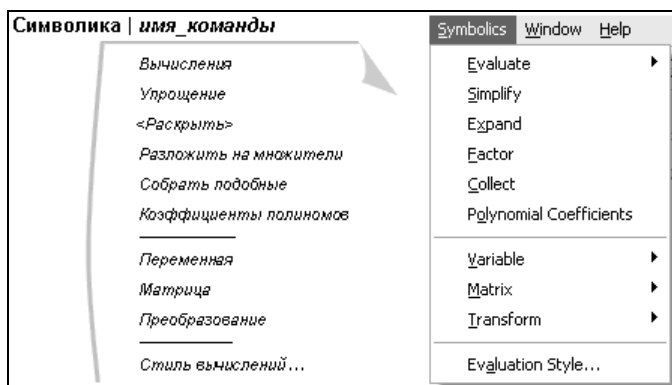 Символика | имя_команды
Вычисления
Упрощение
<Раскрыть>
Разложить на множители
Собрать подобные
Коэффициенты полиномов
Переменная
Матрица
Преобразование
Стиль вычислений...
Symbolics Window Help
Evaluate
Simplify
Expand
Factor
Collect
Polynomial Coefficients
Variable
Matrix
Transform
Evaluation Style...